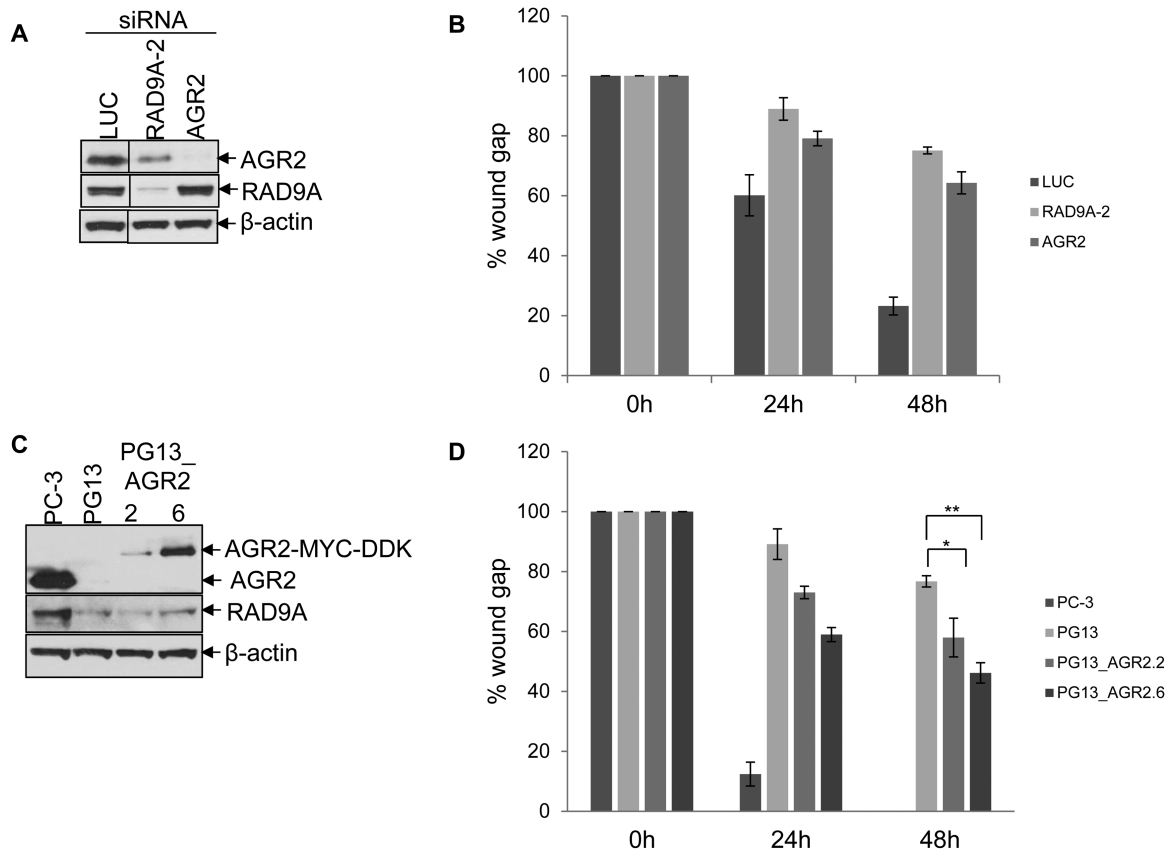 A
siRNA
LUC
RAD9A-2
AGR2
AGR2
RAD9A
β-actin
B
% wound gap
120
100
80
60
40
20
0
0h 24h 48h
LUC
RAD9A-2
AGR2
C
PC-3
PG13
PG13_
AGR2
2 6
AGR2-MYC-DDK
AGR2
RAD9A
β-actin
D
% wound gap
120
100
80
60
40
20
0
**
*
0h 24h 48h
PC-3
PG13
PG13_AGR2.2
PG13_AGR2.6